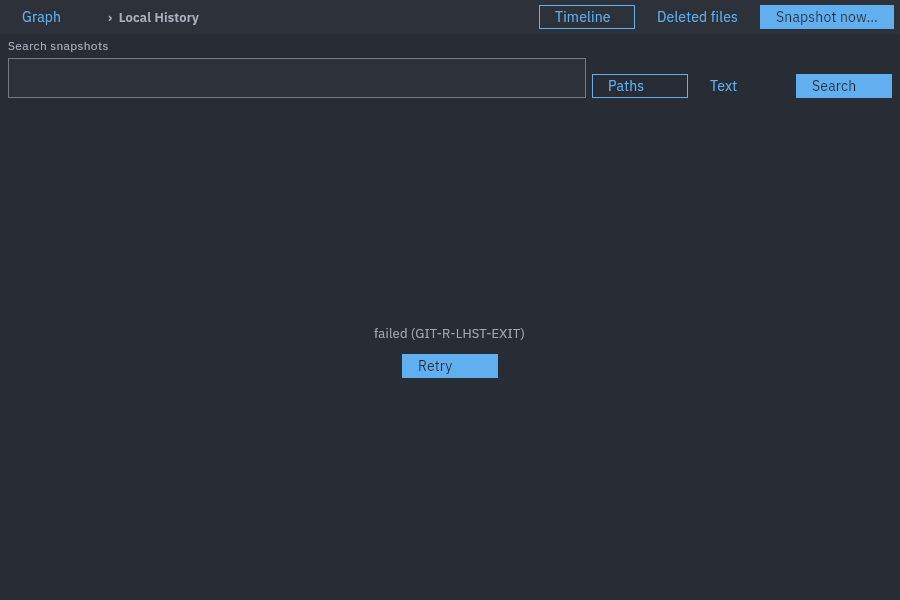 Graph › Local History Timeline Deleted files Snapshot now...
Search snapshots
Paths Text Search
failed (GIT-R-LHST-EXIT)
Retry